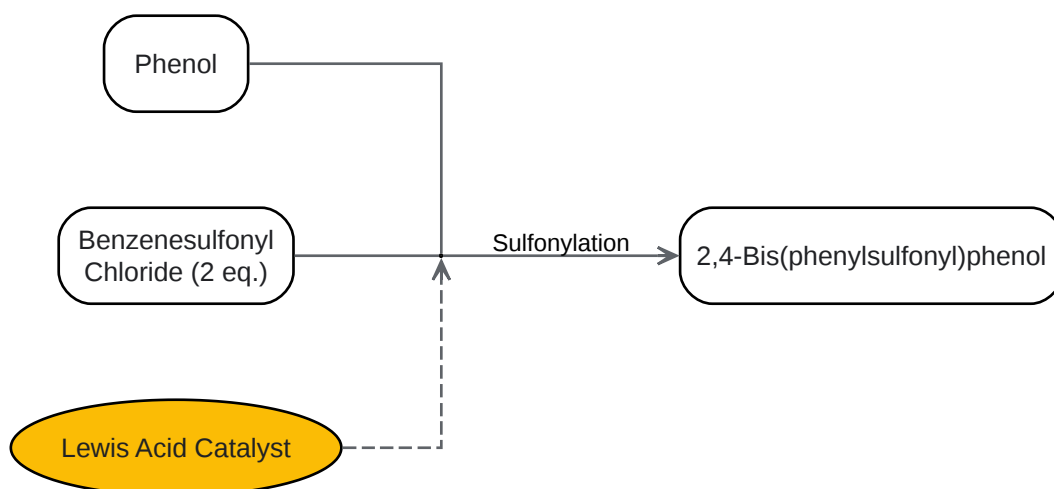 Phenol
Benzenesulfonyl
Chloride (2 eq.)
Sulfonylation
2,4-Bis(phenylsulfonyl)phenol
Lewis Acid Catalyst